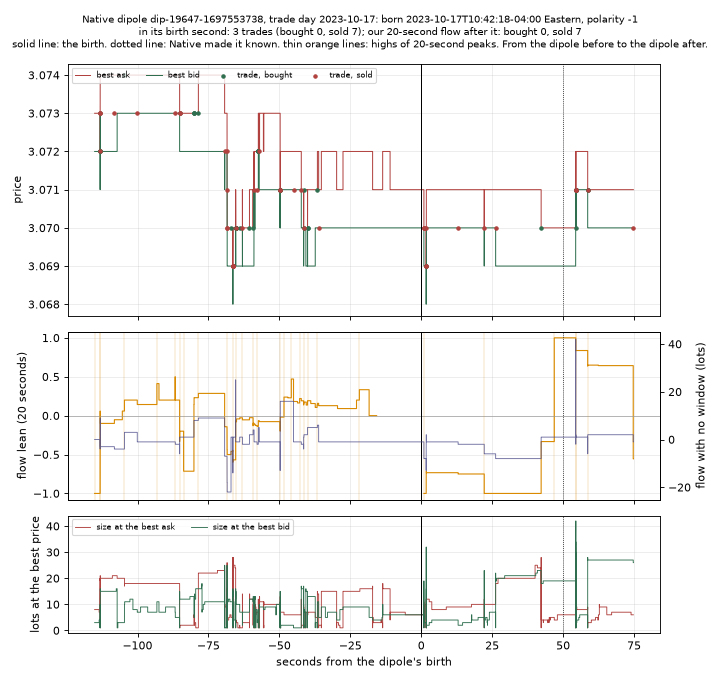 Native dipole dip-19647-1697553738, trade day 2023-10-17: born 2023-10-17T10:42:18-04:00 Eastern, polarity -1
in its birth second: 3 trades (bought 0, sold 7); our 20-second flow after it: bought 0, sold 7
solid line: the birth. dotted line: Native made it known. thin orange lines: highs of 20-second peaks. From the dipole before to the dipole after.
best ask
best bid
trade, bought
trade, sold
price
3.074
3.073
3.072
3.071
3.070
3.069
3.068
flow lean (20 seconds)
1.0
0.5
0.0
−0.5
−1.0
40
20
0
−20
flow with no window (lots)
size at the best ask
size at the best bid
lots at the best price
40
30
20
10
0
−100
−75
−50
−25
0
25
50
75
seconds from the dipole's birth